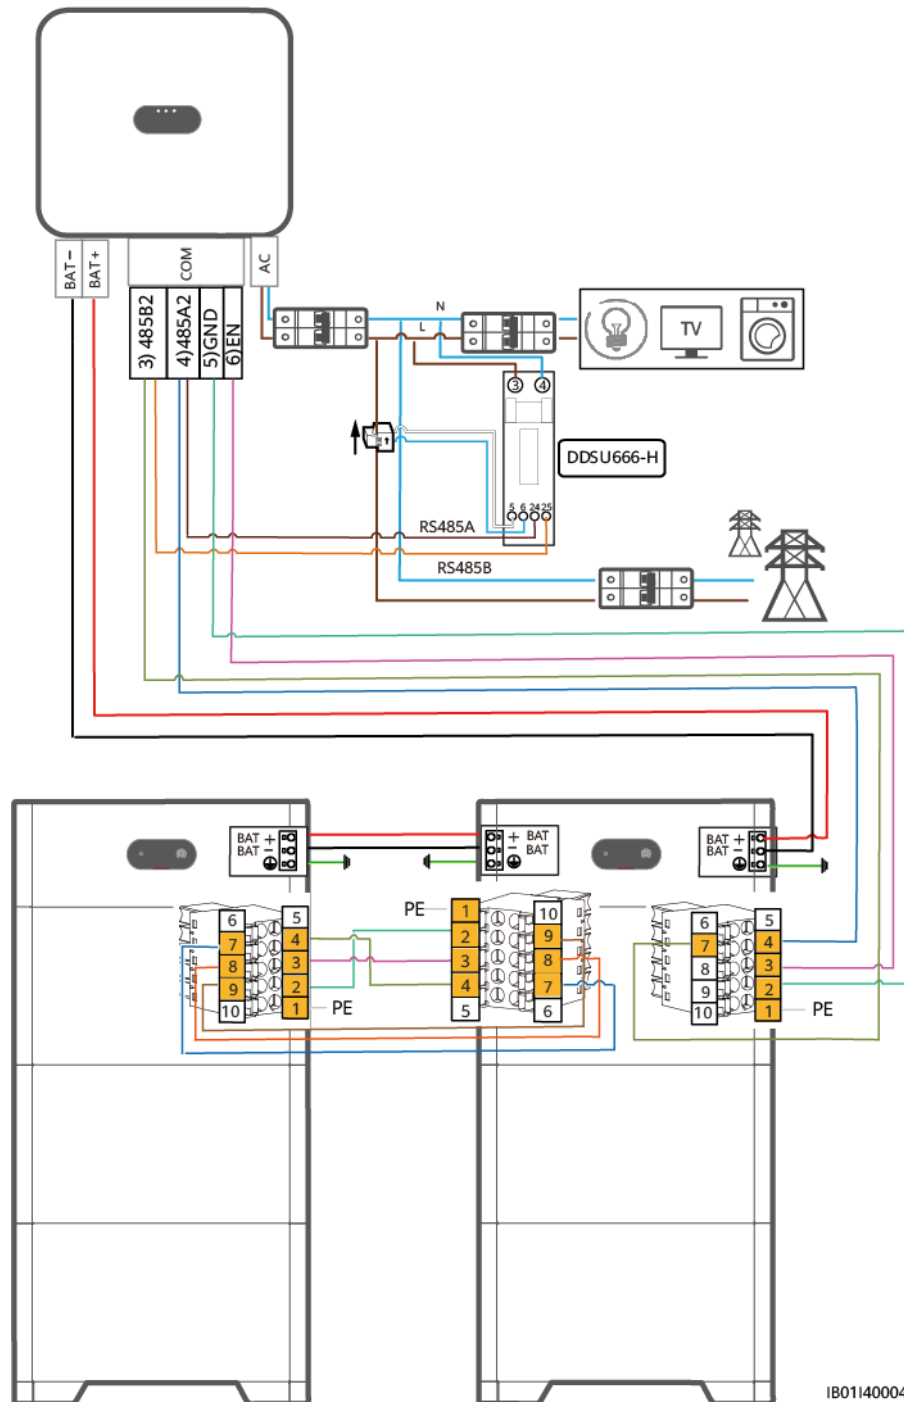 BAT−
BAT+
COM
AC
3) 485B2
4)485A2
5)GND
6)EN
N
L
TV
3
4
DDSU666-H
5 6 24 25
RS485A
RS485B
BAT +
BAT −
+ BAT
− BAT
BAT +
BAT −
6
7
8
9
10
5
4
3
2
1
PE
PE
1
2
3
4
5
10
9
8
7
6
6
7
8
9
10
5
4
3
2
1
PE
IB01I40004